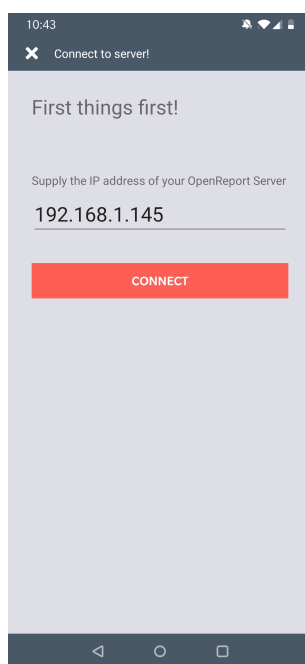 10:43
Connect to server!
First things first!
Supply the IP address of your OpenReport Server
192.168.1.145
CONNECT